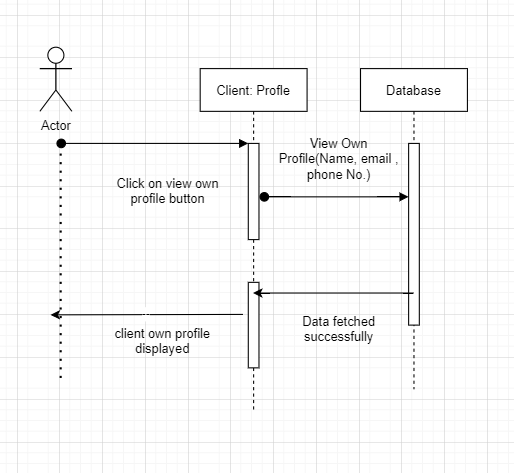 Client: Profle
Database
Actor
View Own
Profile(Name, email ,
phone No.)
Click on view own
profile button
Data fetched
successfully
client own profile
displayed